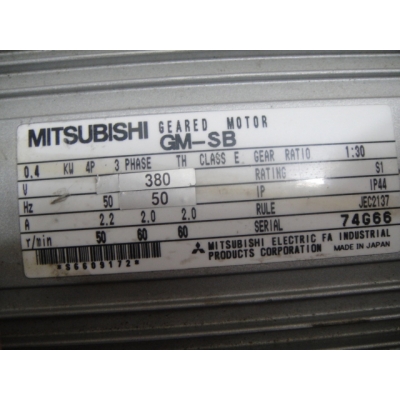 MITSUBISHI GEARED MOTOR
GM-SB
0.4 KW 4P 3 PHASE TH CLASS E. GEAR RATIO 1:30
V 380 RATING S1
Hz 50 50 IP IP44
A 2.2 2.0 2.0 RULE JEC2137
r/min 50 60 60 SERIAL 74G66
MITSUBISHI ELECTRIC FA INDUSTRIAL
PRODUCTS CORPORATION MADE IN JAPAN
*S6609172*